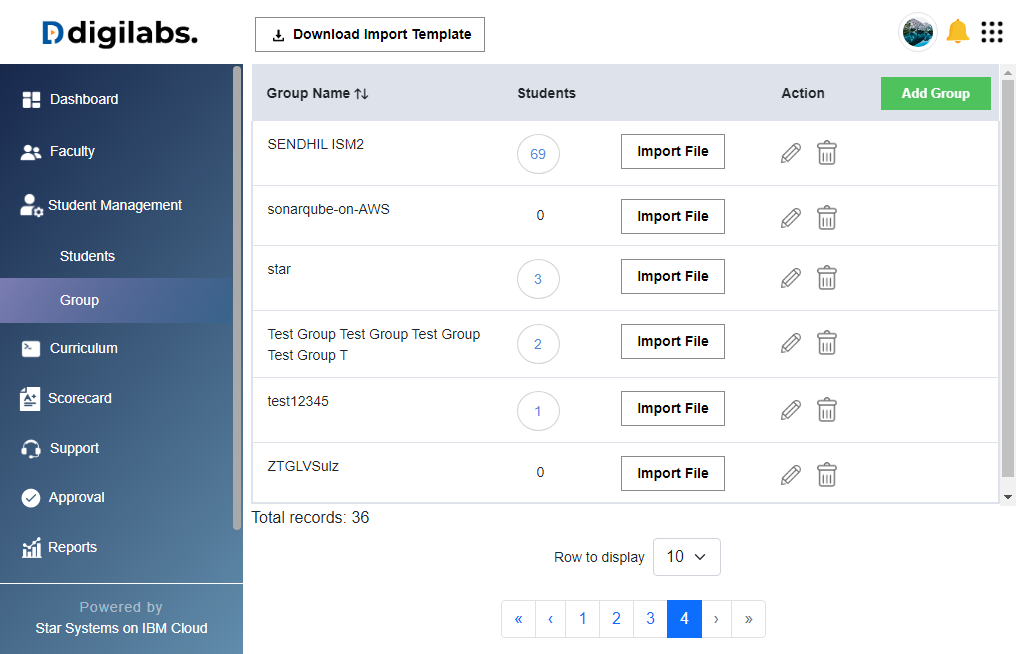 digilabs.
Download Import Template
Dashboard
Faculty
Student Management
Students
Group
Curriculum
Scorecard
Support
Approval
Reports
Powered by
Star Systems on IBM Cloud
Group Name Students Action Add Group
SENDHIL ISM2 69 Import File
sonarqube-on-AWS 0 Import File
star 3 Import File
Test Group Test Group Test Group
Test Group T 2 Import File
test12345 1 Import File
ZTGLVSulz 0 Import File
Total records: 36
Row to display 10
« ‹ 1 2 3 4 › »